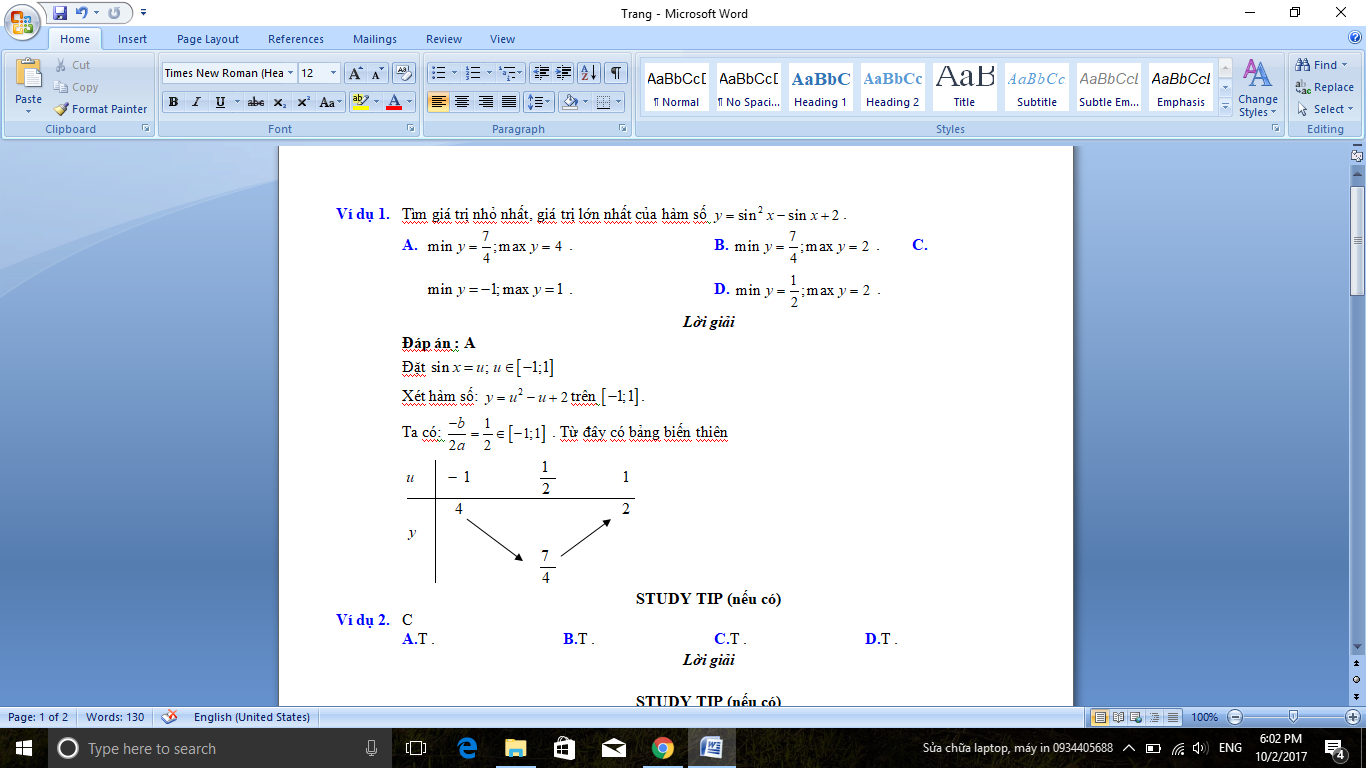 Trang - Microsoft Word
Home Insert Page Layout References Mailings Review View
Paste
Cut
Copy
Format Painter
Clipboard
Times New Roman (Hea 12
Font
Paragraph
AaBbCcD AaBbCcD AaBbC AaBbCc AaB AaBbCc AaBbCcD AaBbCcD
¶ Normal ¶ No Spaci... Heading 1 Heading 2 Title Subtitle Subtle Em... Emphasis
Change Styles
Styles
Find
Replace
Select
Editing
Ví dụ 1. Tìm giá trị nhỏ nhất, giá trị lớn nhất của hàm số y = sin² x − sin x + 2 .
A. min y = 7/4; max y = 4 . B. min y = 7/4; max y = 2 . C.
min y = −1; max y = 1 . D. min y = 1/2; max y = 2 .
Lời giải
Đáp án : A
Đặt sin x = u; u ∈ [−1;1]
Xét hàm số: y = u² − u + 2 trên [−1;1].
Ta có: −b/2a = 1/2 ∈ [−1;1] . Từ đây có bảng biến thiên
u − 1 1/2 1
4 2
y
7/4
STUDY TIP (nếu có)
Ví dụ 2. C
A.T . B.T . C.T . D.T .
Lời giải
STUDY TIP (nếu có)
Page: 1 of 2 Words: 130 English (United States) 100%
Type here to search
Sửa chữa laptop, máy in 0934405688 ENG 6:02 PM
10/2/2017 4